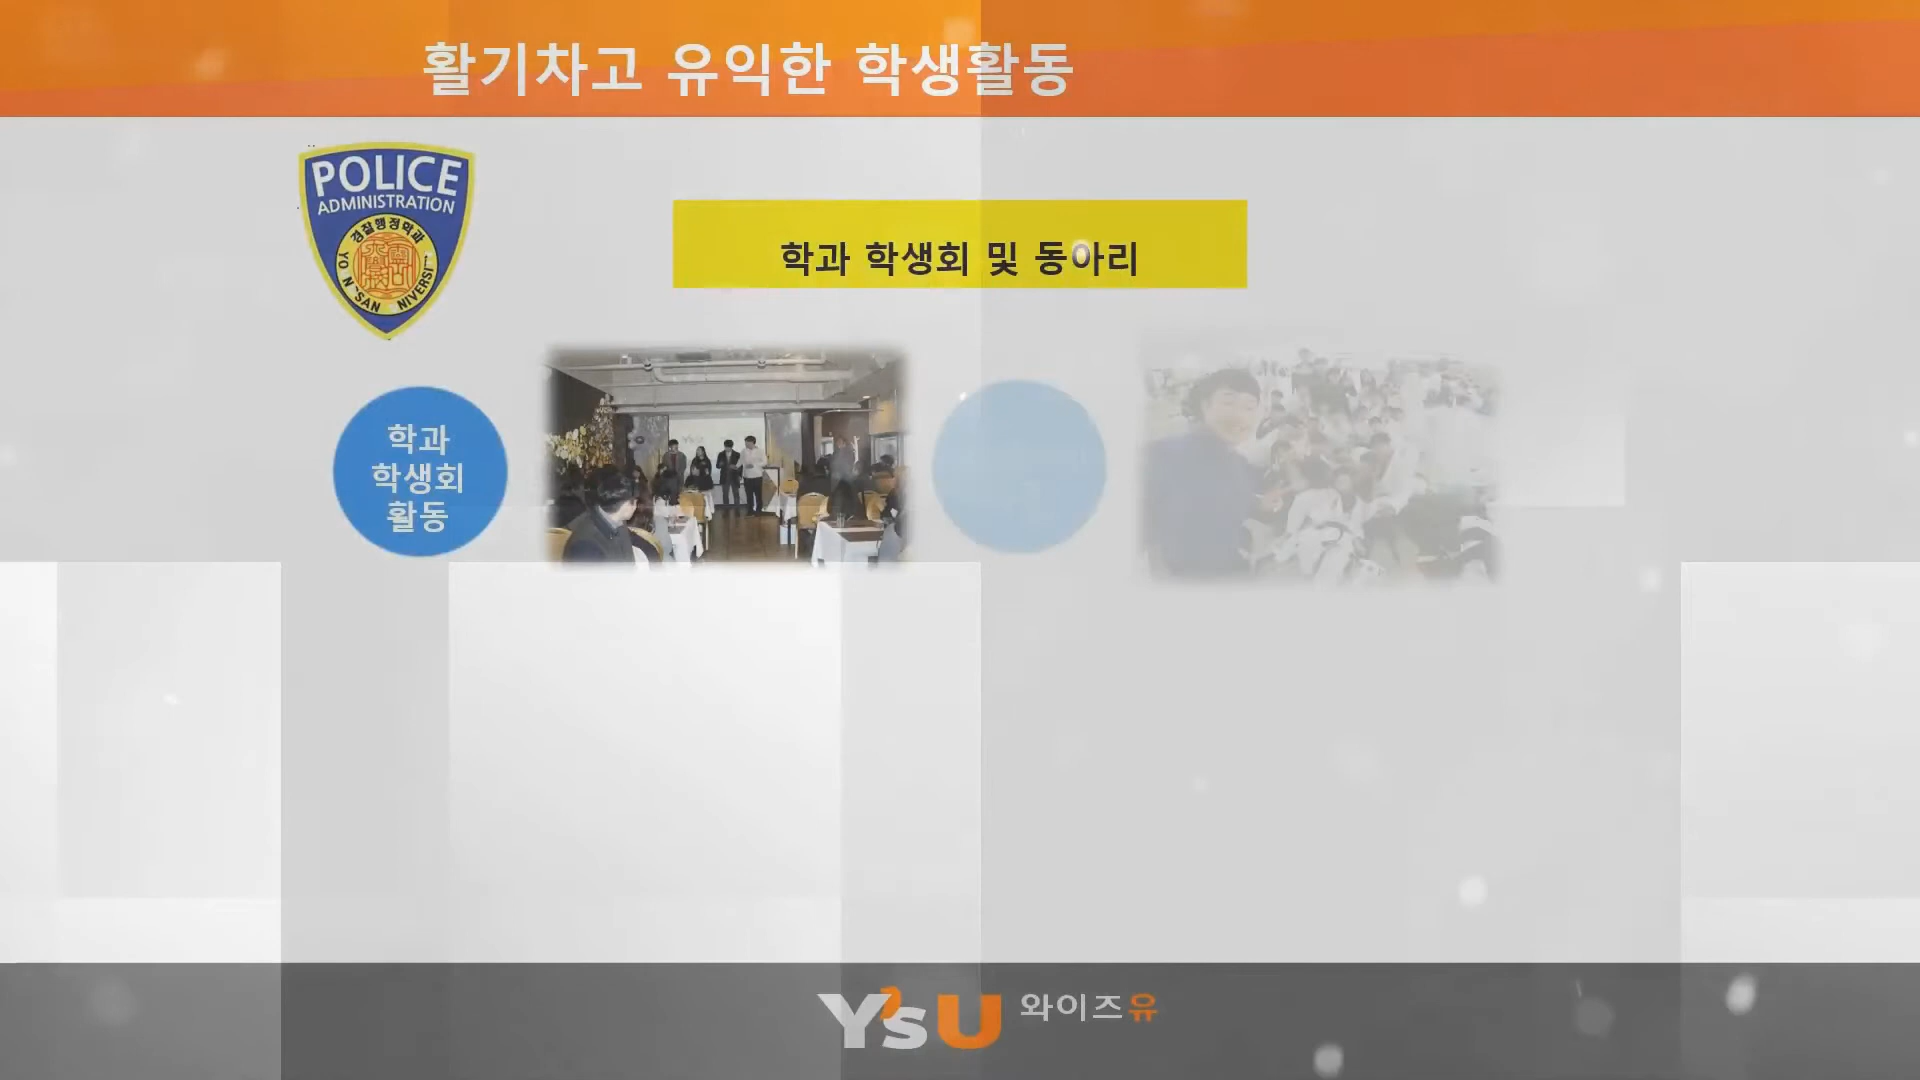 활기차고 유익한 학생활동
POLICE
ADMINISTRATION
경찰행정학과
학과 학생회 및 동아리
학과
학생회
활동
Y'sU 와이즈유